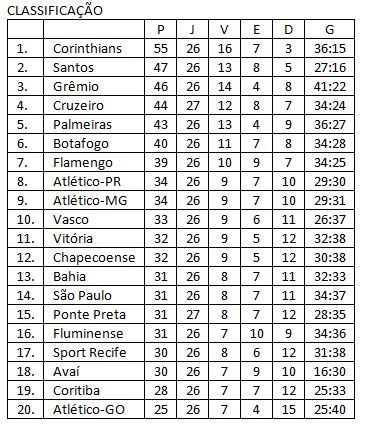 CLASSIFICAÇÃO
P J V E D G
1. Corinthians 55 26 16 7 3 36:15
2. Santos 47 26 13 8 5 27:16
3. Grêmio 46 26 14 4 8 41:22
4. Cruzeiro 44 27 12 8 7 34:24
5. Palmeiras 43 26 13 4 9 36:27
6. Botafogo 40 26 11 7 8 34:28
7. Flamengo 39 26 10 9 7 34:25
8. Atlético-PR 34 26 9 7 10 29:30
9. Atlético-MG 34 26 9 7 10 29:31
10. Vasco 33 26 9 6 11 26:37
11. Vitória 32 26 9 5 12 32:38
12. Chapecoense 32 26 9 5 12 30:38
13. Bahia 31 26 8 7 11 32:33
14. São Paulo 31 26 8 7 11 34:37
15. Ponte Preta 31 27 8 7 12 28:35
16. Fluminense 31 26 7 10 9 34:36
17. Sport Recife 30 26 8 6 12 31:38
18. Avaí 30 26 7 9 10 16:30
19. Coritiba 28 26 7 7 12 25:33
20. Atlético-GO 25 26 7 4 15 25:40